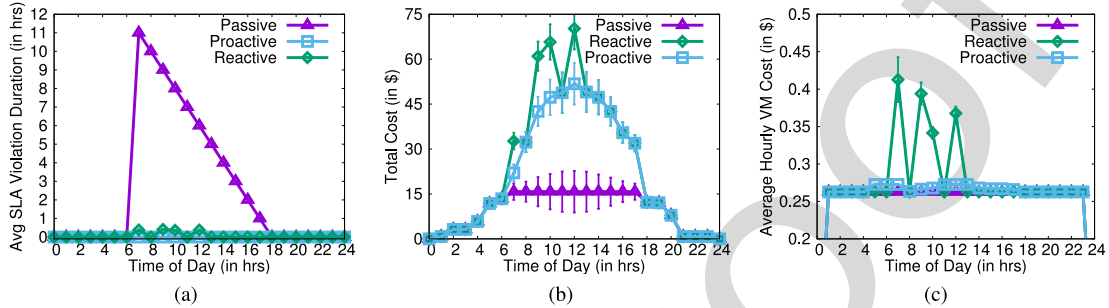 Avg SLA Violation Duration (in hrs)
12
11
10
9
8
7
6
5
4
3
2
1
0
Passive
Proactive
Reactive
0 2 4 6 8 10 12 14 16 18 20 22 24
Time of Day (in hrs)
(a)
Total Cost (in $)
75
60
45
30
15
0
Passive
Reactive
Proactive
0 2 4 6 8 10 12 14 16 18 20 22 24
Time of Day (in hrs)
(b)
Average Hourly VM Cost (in $)
0.5
0.45
0.4
0.35
0.3
0.25
0.2
Passive
Reactive
Proactive
0 2 4 6 8 10 12 14 16 18 20 22 24
Time of Day (in hrs)
(c)